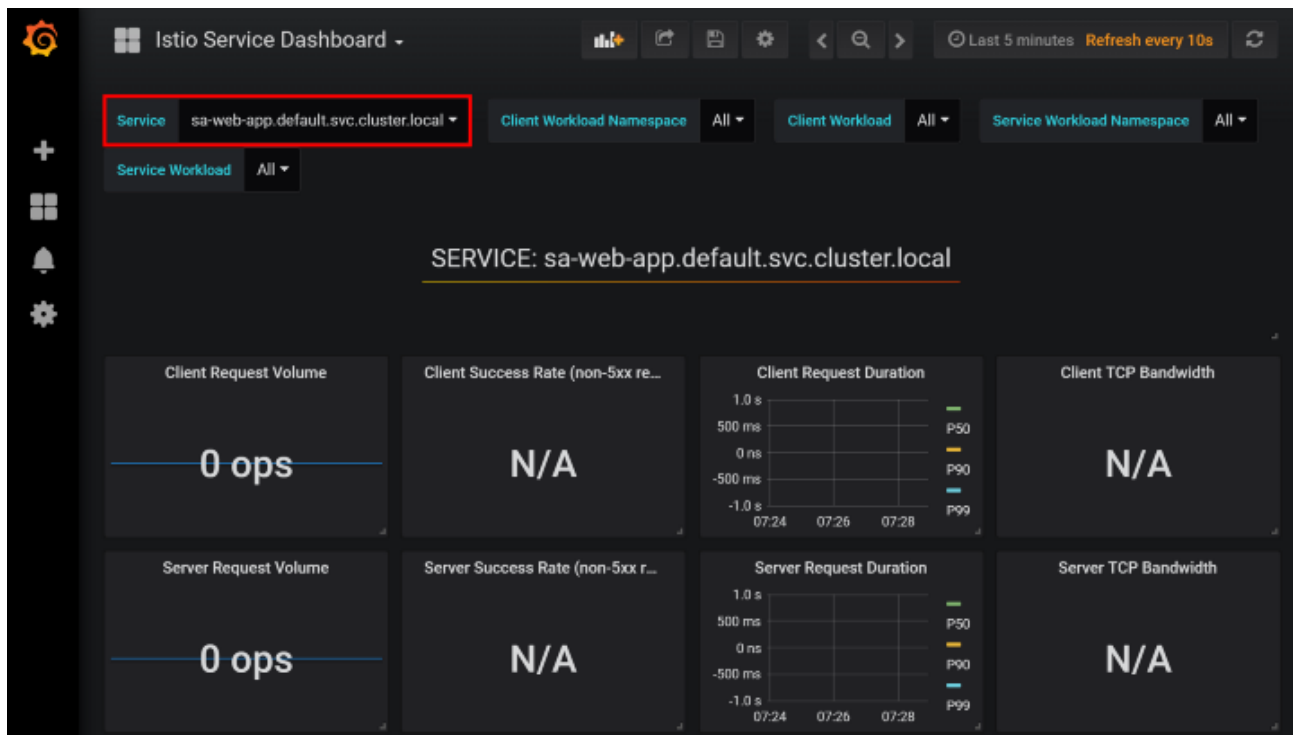 Istio Service Dashboard
Last 5 minutes Refresh every 10s
Service sa-web-app.default.svc.cluster.local Client Workload Namespace All Client Workload All Service Workload Namespace All
Service Workload All
SERVICE: sa-web-app.default.svc.cluster.local
Client Request Volume
0 ops
Client Success Rate (non-5xx re...
N/A
Client Request Duration
1.0 s
500 ms
0 ns
-500 ms
-1.0 s
07:24 07:26 07:28
P50
P90
P99
Client TCP Bandwidth
N/A
Server Request Volume
0 ops
Server Success Rate (non-5xx r...
N/A
Server Request Duration
1.0 s
500 ms
0 ns
-500 ms
-1.0 s
07:24 07:26 07:28
P50
P90
P99
Server TCP Bandwidth
N/A